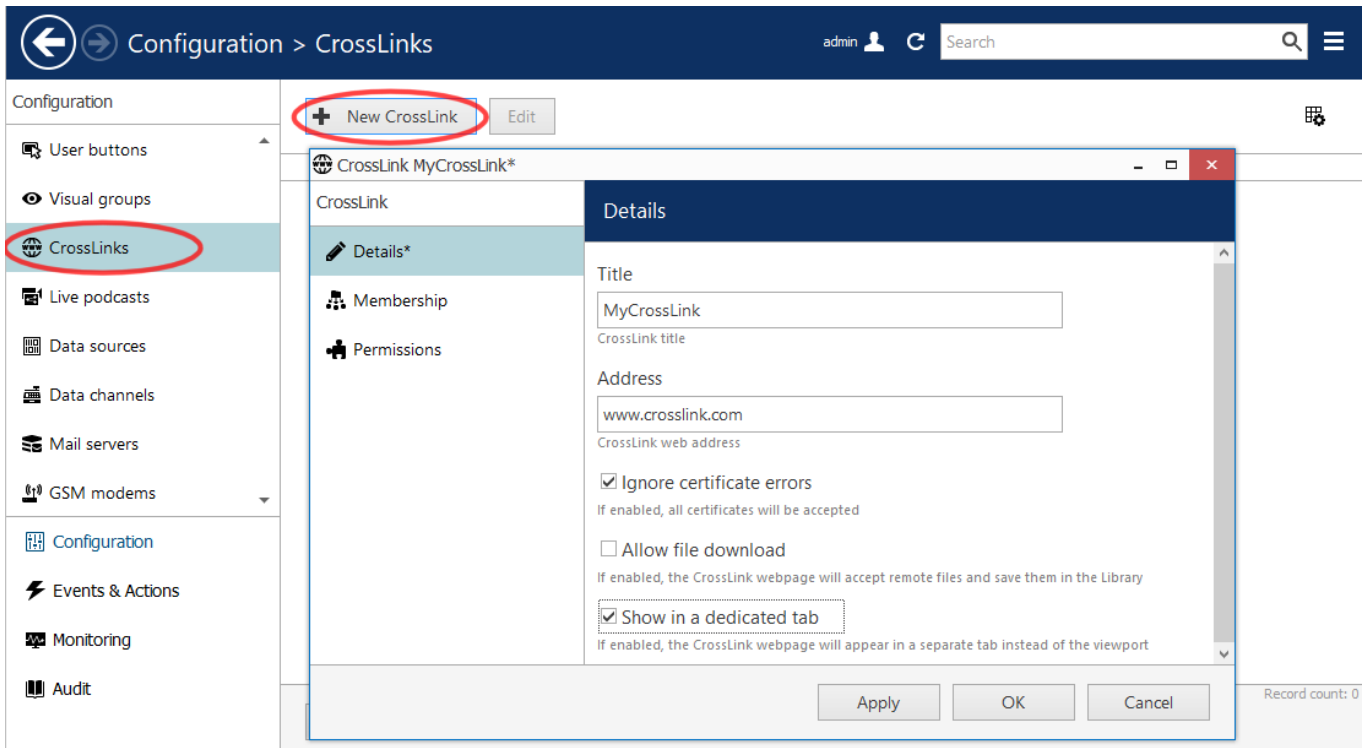 Configuration > CrossLinks
admin
Search
Configuration
User buttons
Visual groups
CrossLinks
Live podcasts
Data sources
Data channels
Mail servers
GSM modems
Configuration
Events & Actions
Monitoring
Audit
New CrossLink
Edit
CrossLink MyCrossLink*
CrossLink
Details*
Membership
Permissions
Details
Title
MyCrossLink
CrossLink title
Address
www.crosslink.com
CrossLink web address
Ignore certificate errors
If enabled, all certificates will be accepted
Allow file download
If enabled, the CrossLink webpage will accept remote files and save them in the Library
Show in a dedicated tab
If enabled, the CrossLink webpage will appear in a separate tab instead of the viewport
Apply
OK
Cancel
Record count: 0